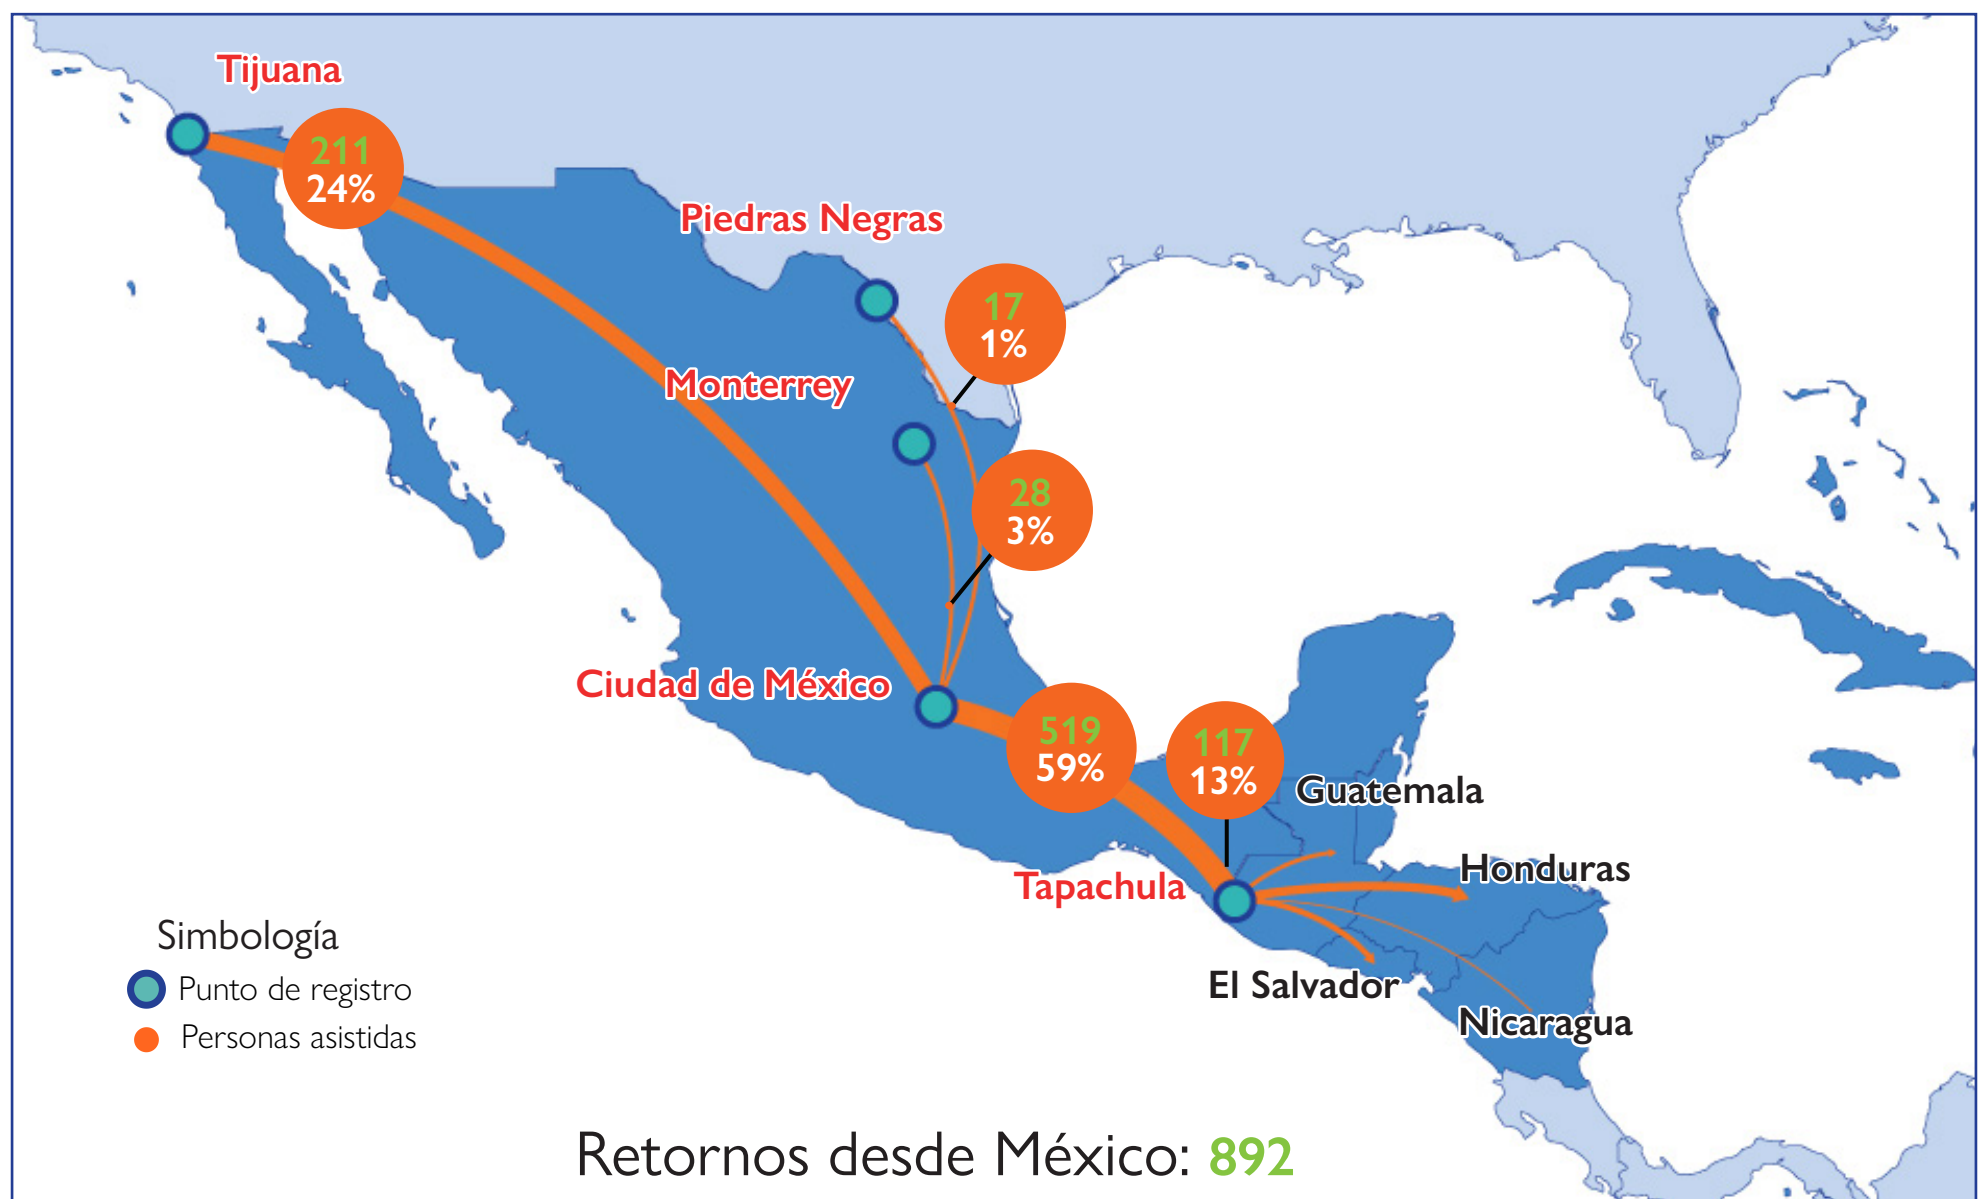 Tijuana
211
24%
Piedras Negras
17
1%
Monterrey
28
3%
Ciudad de México
519
59%
117
13%
Guatemala
Honduras
Tapachula
El Salvador
Nicaragua
Simbología
Punto de registro
Personas asistidas
Retornos desde México: 892